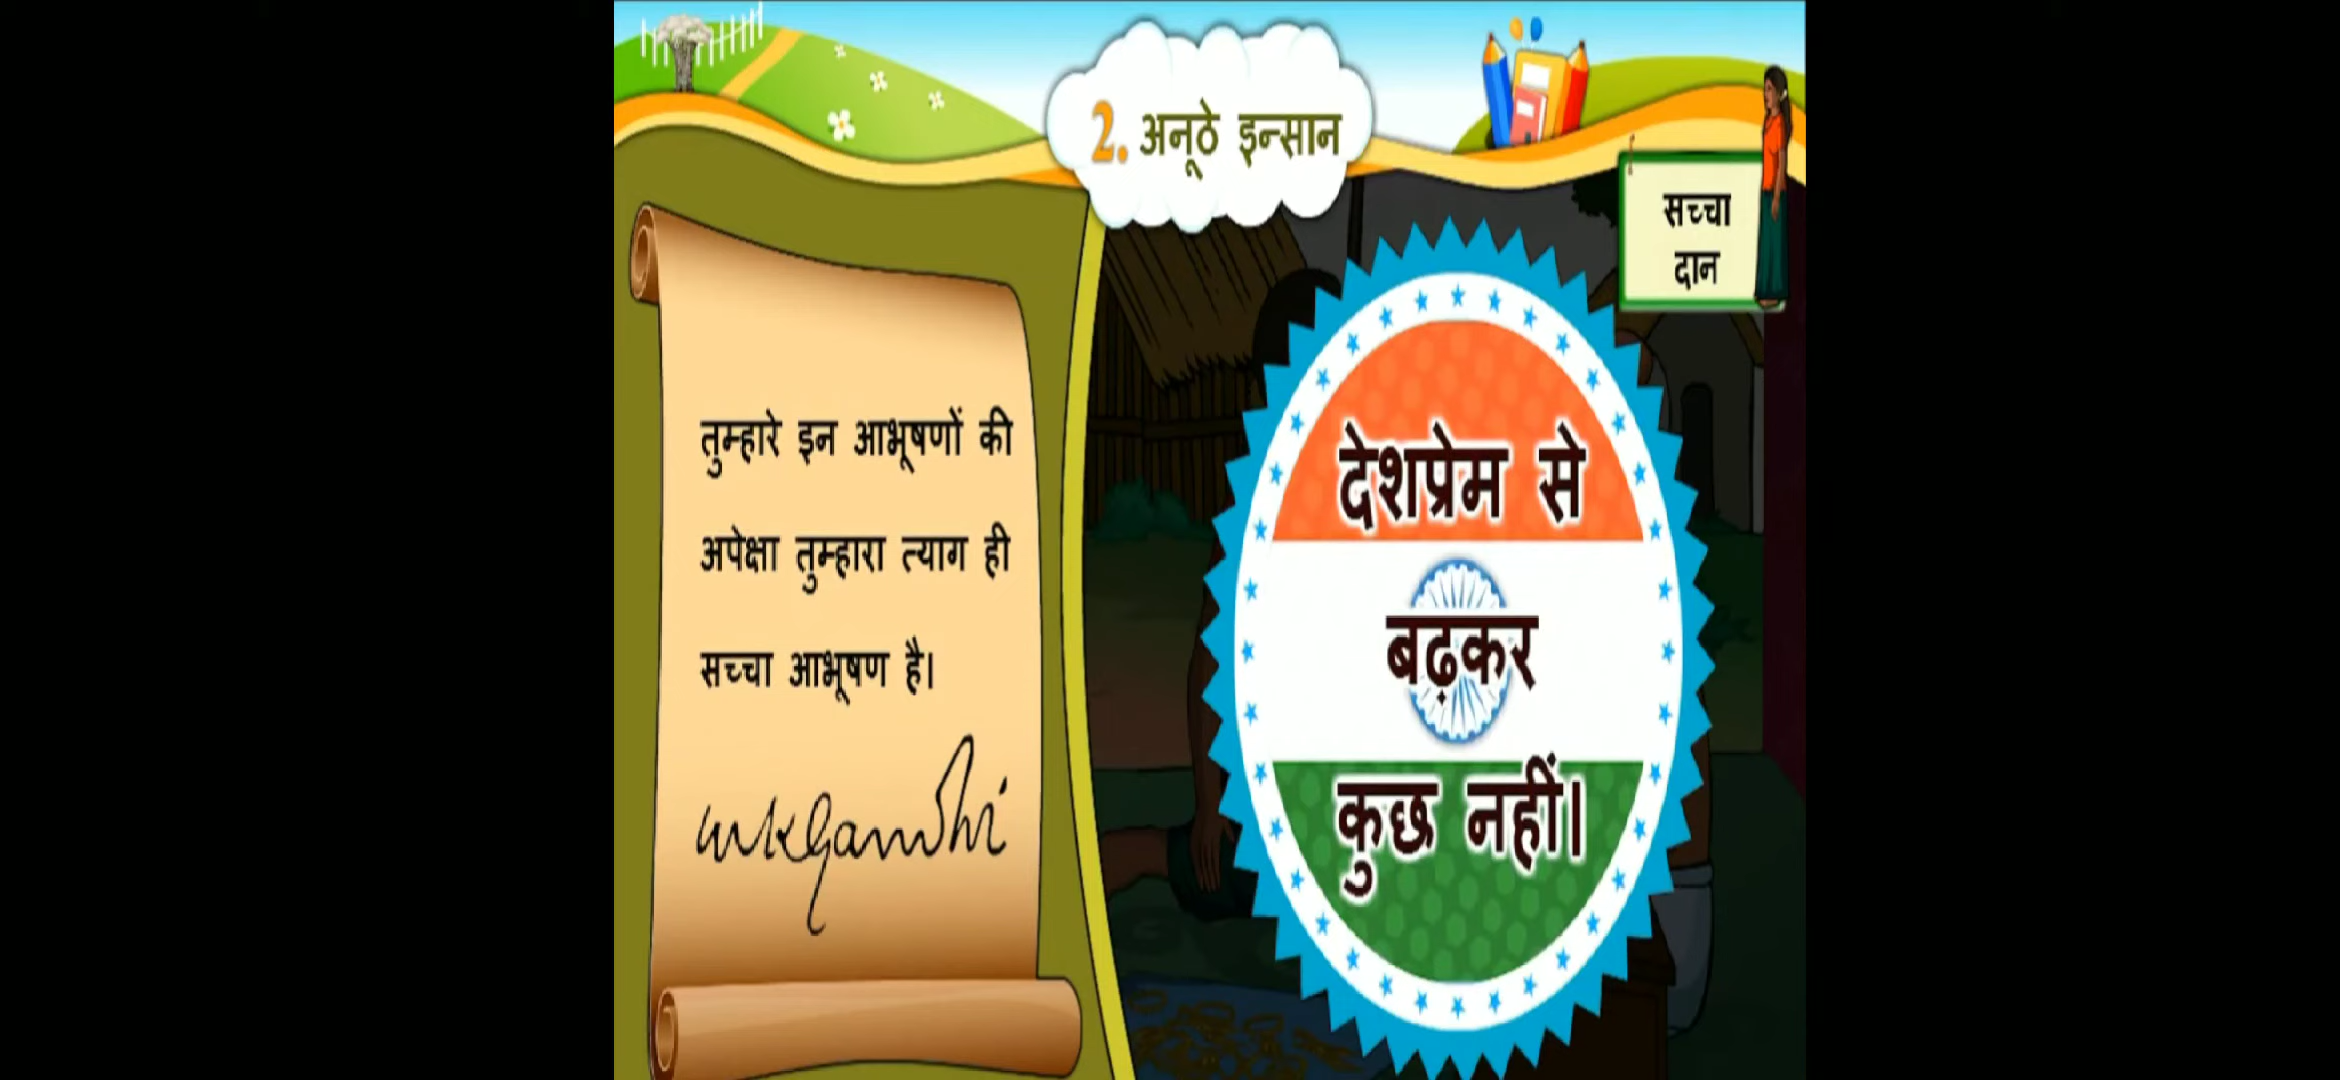 2. अनूठे इन्सान
सच्चा
दान
तुम्हारे इन आभूषणों की
अपेक्षा तुम्हारा त्याग ही
सच्चा आभूषण है।
mkgandhi
देशप्रेम से
बढ़कर
कुछ नहीं।